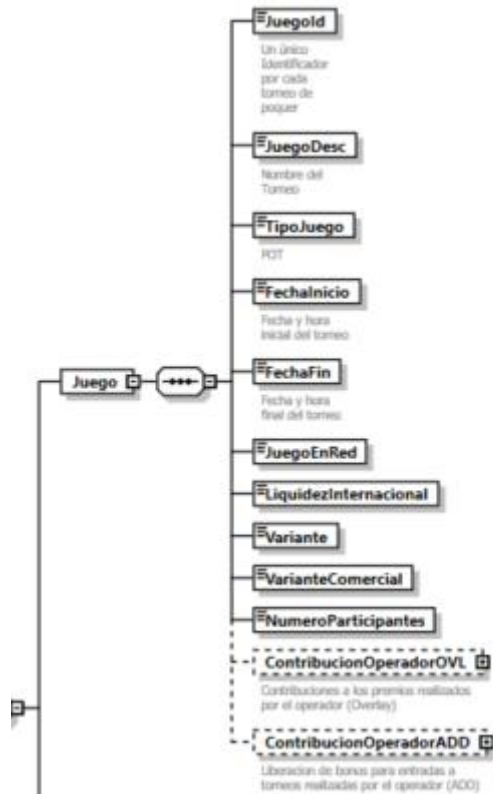 JuegoId
Un único
Identificador
por cada
torneo de
poquer
JuegoDesc
Nombre del
Torneo
TipoJuego
POT
FechaInicio
Fecha y hora
inicial del torneo
Juego
FechaFin
Fecha y hora
final del torneo
JuegoEnRed
LiquidezInternacional
Variante
VarianteComercial
NumeroParticipantes
ContribucionOperadorOVL
Contribuciones a los premios realizados
por el operador (Overlay)
ContribucionOperadorADD
Liberacion de bonus para entradas a
torneos realizadas por el operador (ADD)